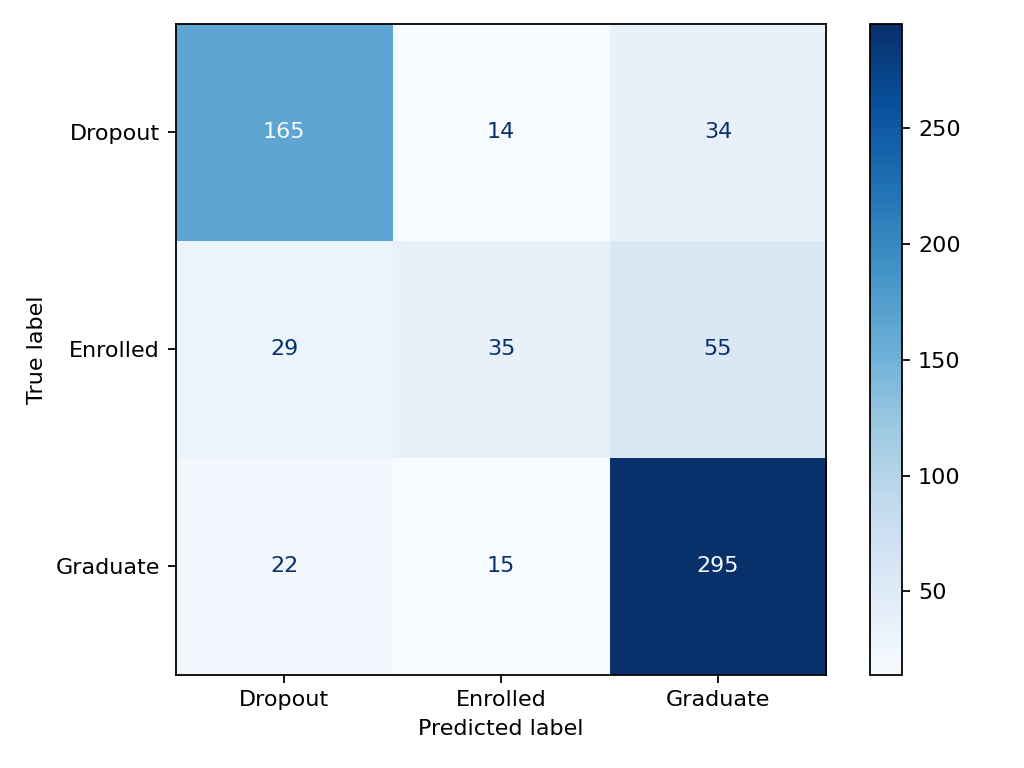 Dropout 165 14 34
Enrolled 29 35 55
Graduate 22 15 295
Dropout Enrolled Graduate
Predicted label
True label
250
200
150
100
50